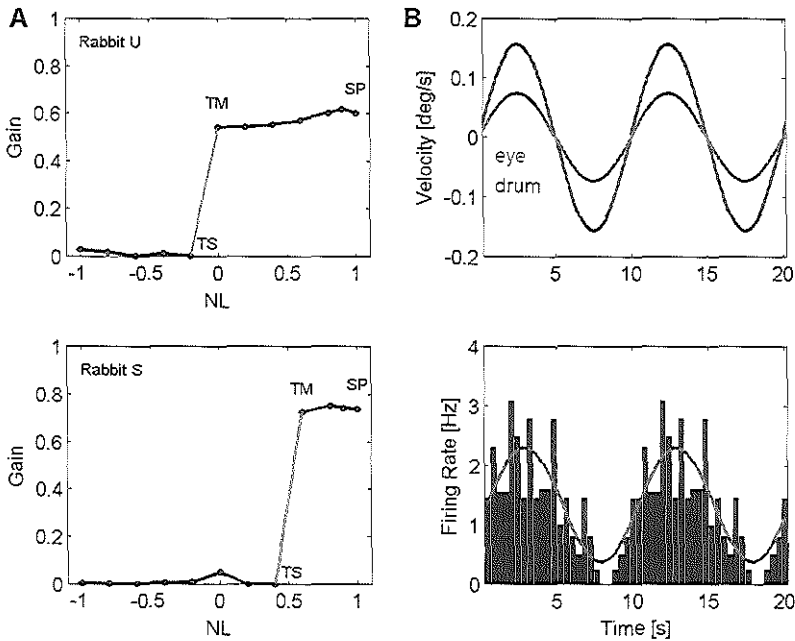 A
Rabbit U
1
0.8
0.6
0.4
0.2
0
Gain
TM
SP
TS
-1
-0.5
0
0.5
1
NL
B
0.2
0.1
0
-0.1
-0.2
Velocity [deg/s]
eye
drum
5
10
15
20
Rabbit S
1
0.8
0.6
0.4
0.2
0
Gain
TM
SP
TS
-1
-0.5
0
0.5
1
NL
4
3
2
1
0
Firing Rate [Hz]
5
10
15
20
Time [s]